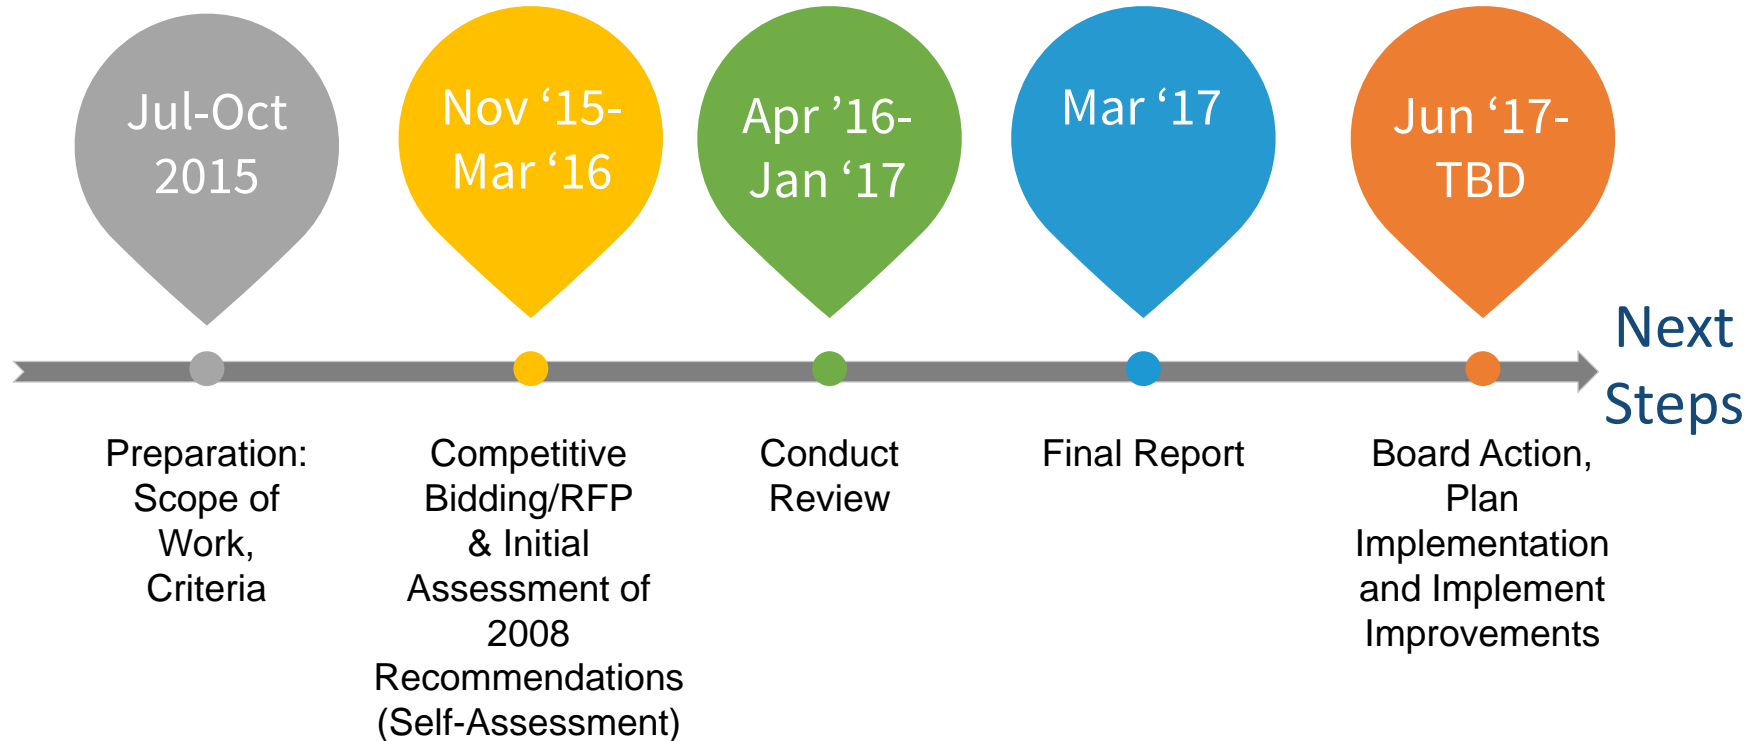 Jul-Oct
2015
Nov ‘15-
Mar ‘16
Apr ’16-
Jan ‘17
Mar ‘17
Jun ‘17-
TBD
Next
Steps
Preparation:
Scope of
Work,
Criteria
Competitive
Bidding/RFP
& Initial
Assessment of
2008
Recommendations
(Self-Assessment)
Conduct
Review
Final Report
Board Action,
Plan
Implementation
and Implement
Improvements